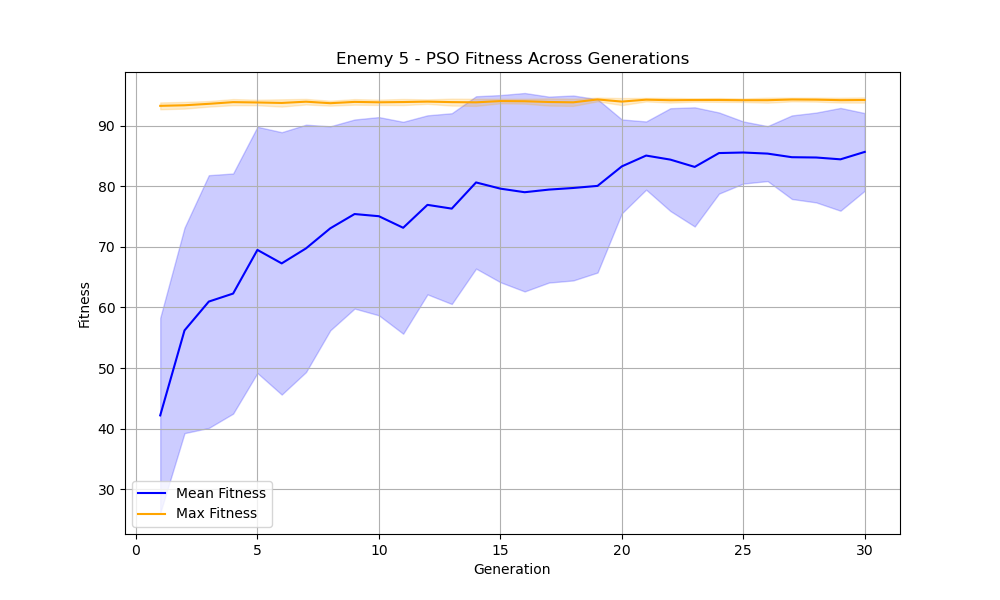 Enemy 5 - PSO Fitness Across Generations
Fitness
90
80
70
60
50
40
30
Mean Fitness
Max Fitness
0 5 10 15 20 25 30
Generation